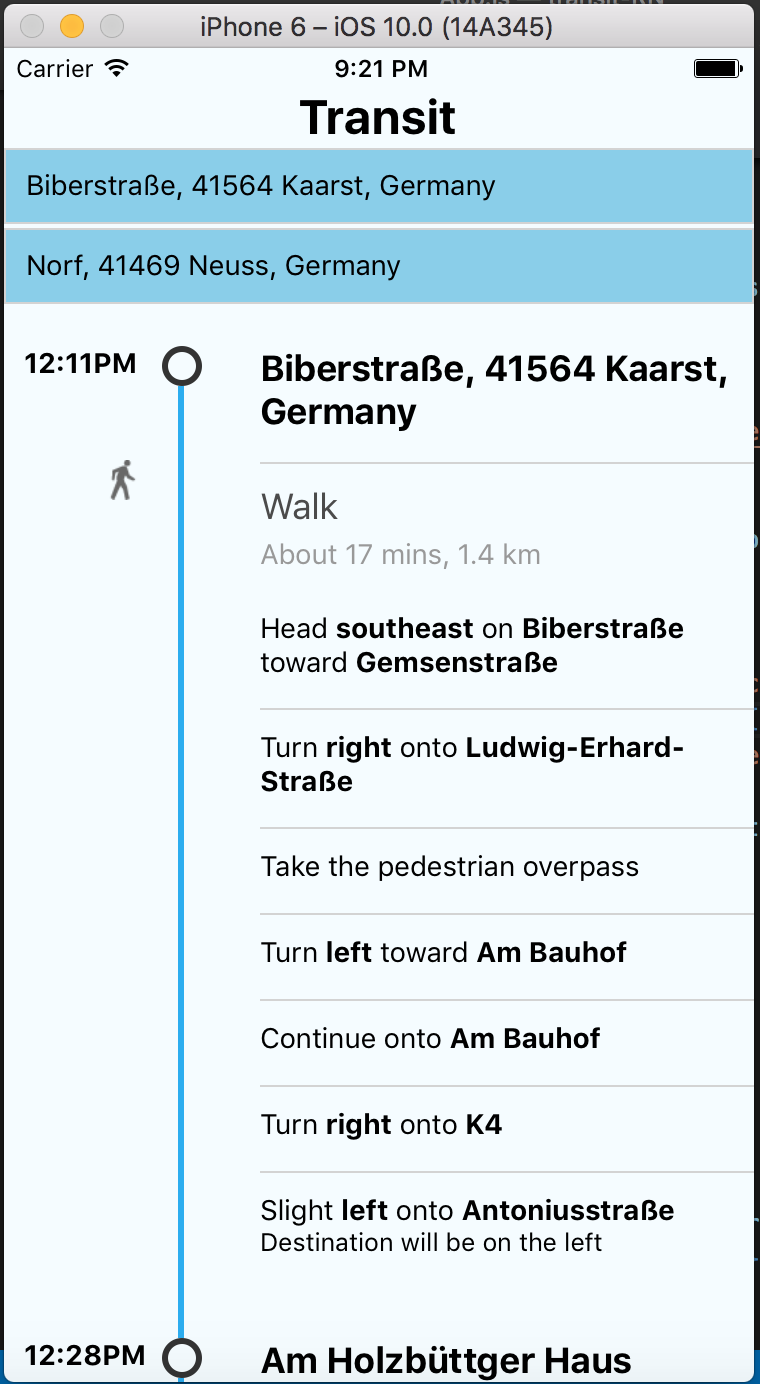 iPhone 6 – iOS 10.0 (14A345)
Carrier
9:21 PM
Transit
Biberstraße, 41564 Kaarst, Germany
Norf, 41469 Neuss, Germany
12:11PM
Biberstraße, 41564 Kaarst,
Germany
Walk
About 17 mins, 1.4 km
Head southeast on Biberstraße
toward Gemsenstraße
Turn right onto Ludwig-Erhard-
Straße
Take the pedestrian overpass
Turn left toward Am Bauhof
Continue onto Am Bauhof
Turn right onto K4
Slight left onto Antoniusstraße
Destination will be on the left
12:28PM
Am Holzbüttger Haus